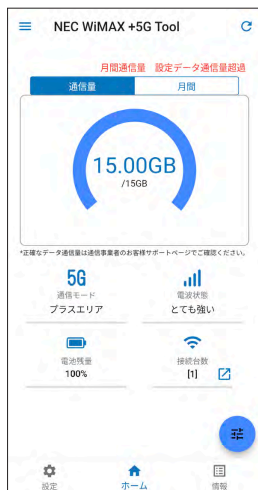 NEC WiMAX +5G Tool
月間通信量 設定データ通信量超過
通信量 月間
15.00GB
/15GB
*正確なデータ通信量は通信事業者のお客様サポートページでご確認ください。
5G
通信モード
プラスエリア
電波状態
とても強い
電池残量
100%
接続台数
[1]
設定 ホーム 情報